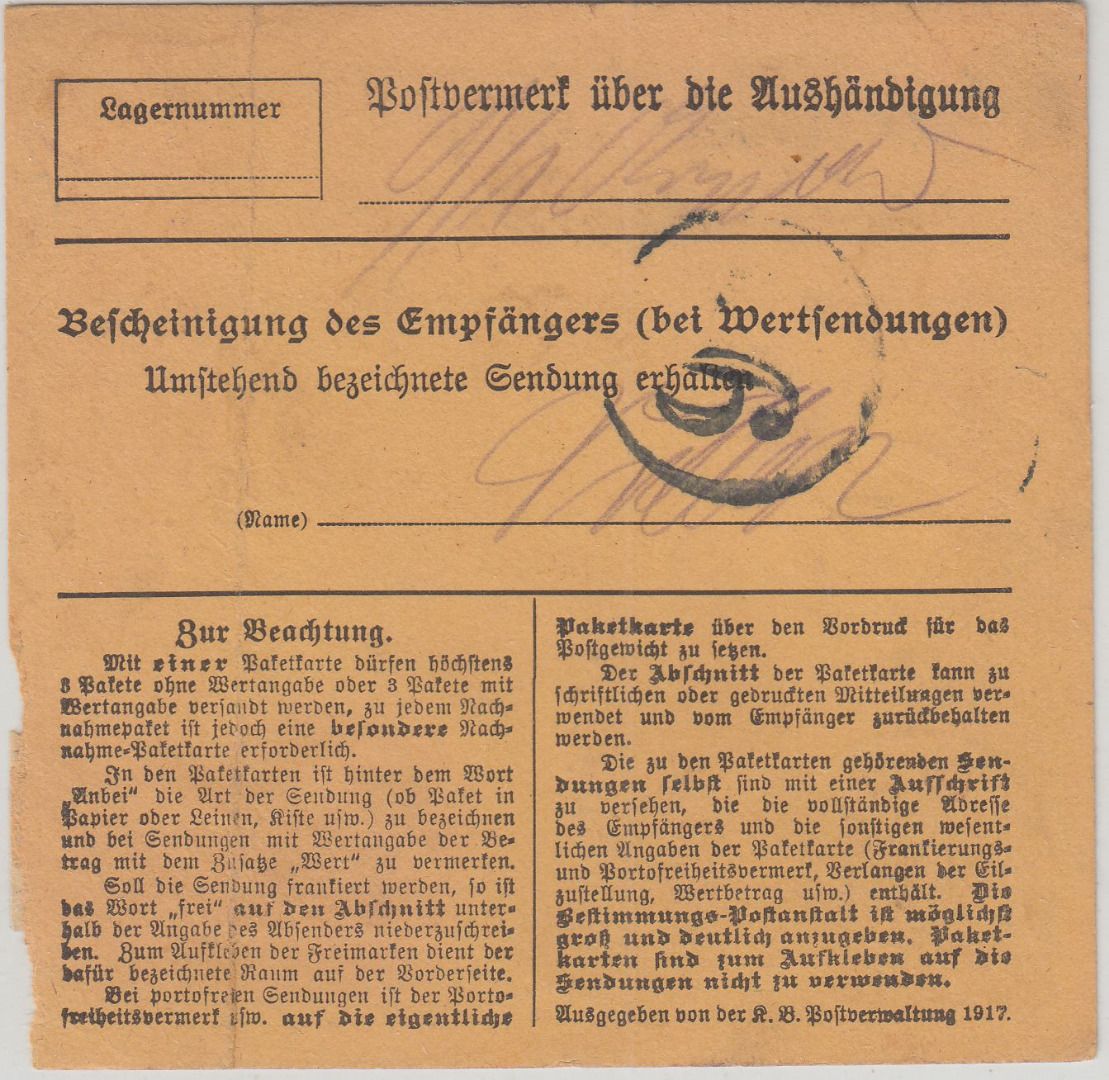 Lagernummer
Postvermerk über die Aushändigung
Bescheinigung des Empfängers (bei Wertsendungen)
Umstehend bezeichnete Sendung erhalten
(Name)
Zur Beachtung.
Mit einer Paketkarte dürfen höchstens
3 Pakete ohne Wertangabe oder 3 Pakete mit
Wertangabe versandt werden, zu jedem Nach-
nahmepaket ist jedoch eine besondere Nach-
nahme-Paketkarte erforderlich.
In den Paketkarten ist hinter dem Wort
„Anbei“ die Art der Sendung (ob Paket in
Papier oder Leinen, Kiste usw.) zu bezeichnen
und bei Sendungen mit Wertangabe der Be-
trag mit dem Zusatze „Wert“ zu vermerken.
Soll die Sendung frankiert werden, so ist
das Wort „frei“ auf den Abschnitt unter-
halb der Angabe des Absenders niederzuschrei-
ben. Zum Aufkleben der Freimarken dient der
dafür bezeichnete Raum auf der Vorderseite.
Bei portofreien Sendungen ist der Porto-
freiheitsvermerk usw. auf die eigentliche
Paketkarte über den Vordruck für das
Postgewicht zu setzen.
Der Abschnitt der Paketkarte kann zu
schriftlichen oder gedruckten Mitteilungen ver-
wendet und vom Empfänger zurückbehalten
werden.
Die zu den Paketkarten gehörenden Sen-
dungen selbst sind mit einer Aufschrift
zu versehen, die die vollständige Adresse
des Empfängers und die sonstigen wesent-
lichen Angaben der Paketkarte (Frankierungs-
und Portofreiheitsvermerk, Verlangen der Eil-
zustellung, Wertbetrag usw.) enthält. Die
Bestimmungs-Postanstalt ist möglichst
groß und deutlich anzugeben. Paket-
karten sind zum Aufkleben auf die
Sendungen nicht zu verwenden.
Ausgegeben von der K. B. Postverwaltung 1917.